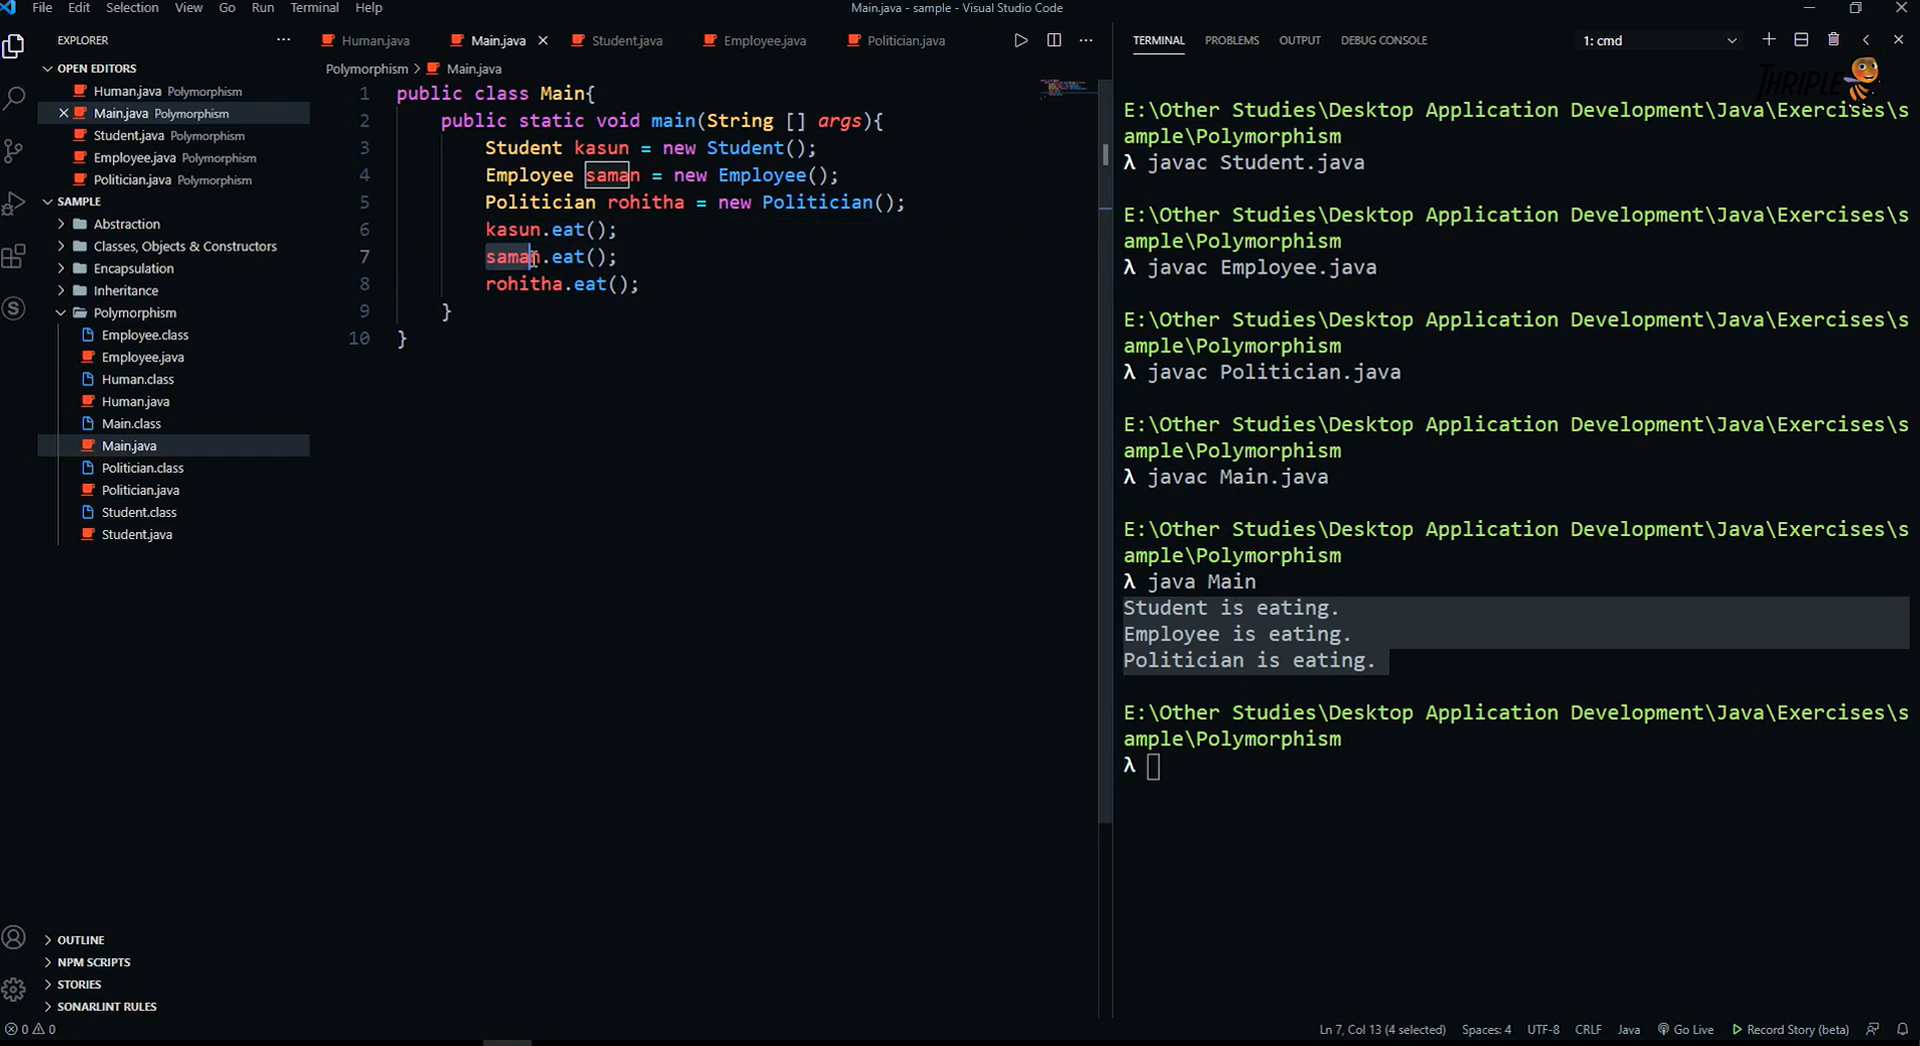 File Edit Selection View Go Run Terminal Help
Main.java - sample - Visual Studio Code
EXPLORER
OPEN EDITORS
Human.java Polymorphism
Main.java Polymorphism
Student.java Polymorphism
Employee.java Polymorphism
Politician.java Polymorphism
SAMPLE
Abstraction
Classes, Objects & Constructors
Encapsulation
Inheritance
Polymorphism
Employee.class
Employee.java
Human.class
Human.java
Main.class
Main.java
Politician.class
Politician.java
Student.class
Student.java
OUTLINE
NPM SCRIPTS
STORIES
SONARLINT RULES
Human.java Main.java Student.java Employee.java Politician.java
Polymorphism > Main.java
1 public class Main{
2 public static void main(String [] args){
3 Student kasun = new Student();
4 Employee saman = new Employee();
5 Politician rohitha = new Politician();
6 kasun.eat();
7 saman.eat();
8 rohitha.eat();
9 }
10 }
TERMINAL PROBLEMS OUTPUT DEBUG CONSOLE 1: cmd
THRIPLE
E:\Other Studies\Desktop Application Development\Java\Exercises\s
ample\Polymorphism
λ javac Student.java
E:\Other Studies\Desktop Application Development\Java\Exercises\s
ample\Polymorphism
λ javac Employee.java
E:\Other Studies\Desktop Application Development\Java\Exercises\s
ample\Polymorphism
λ javac Politician.java
E:\Other Studies\Desktop Application Development\Java\Exercises\s
ample\Polymorphism
λ javac Main.java
E:\Other Studies\Desktop Application Development\Java\Exercises\s
ample\Polymorphism
λ java Main
Student is eating.
Employee is eating.
Politician is eating.
E:\Other Studies\Desktop Application Development\Java\Exercises\s
ample\Polymorphism
λ
0 0 Ln 7, Col 13 (4 selected) Spaces: 4 UTF-8 CRLF Java Go Live Record Story (beta)